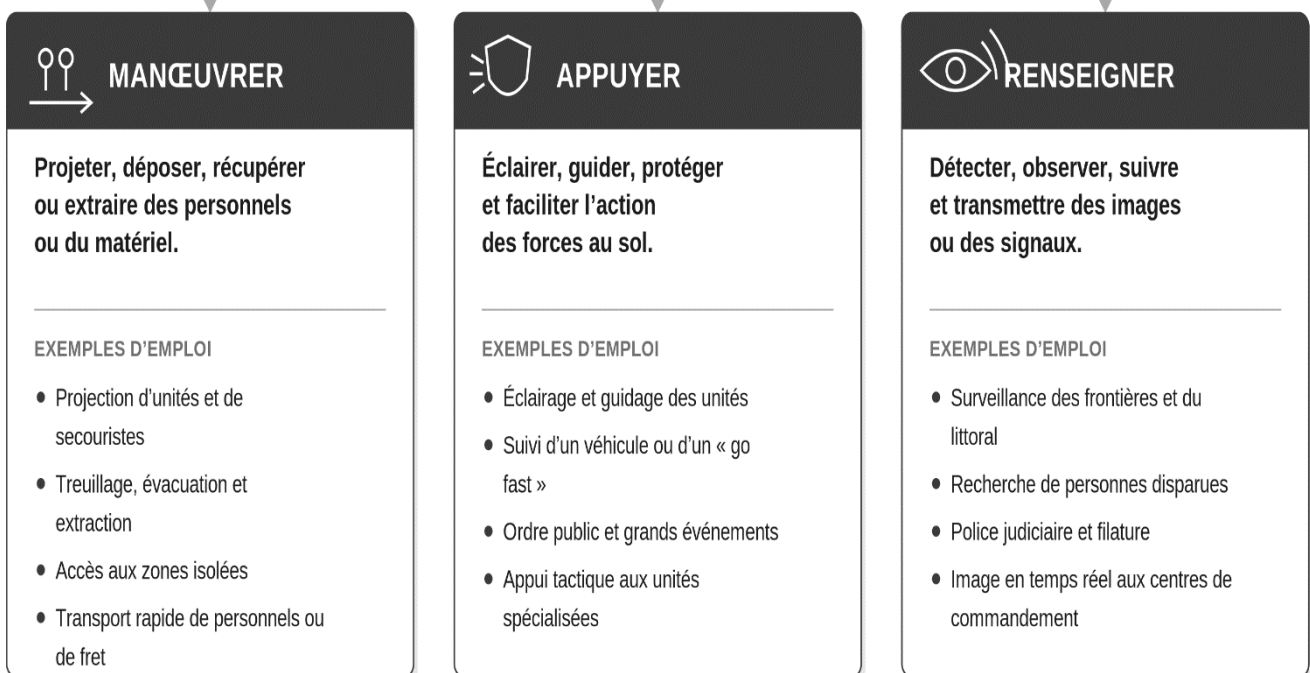 MANŒUVRER
Projeter, déposer, récupérer
ou extraire des personnels
ou du matériel.
EXEMPLES D’EMPLOI
• Projection d’unités et de
secouristes
• Treuillage, évacuation et
extraction
• Accès aux zones isolées
• Transport rapide de personnels ou
de fret
APPUYER
Éclairer, guider, protéger
et faciliter l’action
des forces au sol.
EXEMPLES D’EMPLOI
• Éclairage et guidage des unités
• Suivi d’un véhicule ou d’un « go
fast »
• Ordre public et grands événements
• Appui tactique aux unités
spécialisées
RENSEIGNER
Détecter, observer, suivre
et transmettre des images
ou des signaux.
EXEMPLES D’EMPLOI
• Surveillance des frontières et du
littoral
• Recherche de personnes disparues
• Police judiciaire et filature
• Image en temps réel aux centres de
commandement